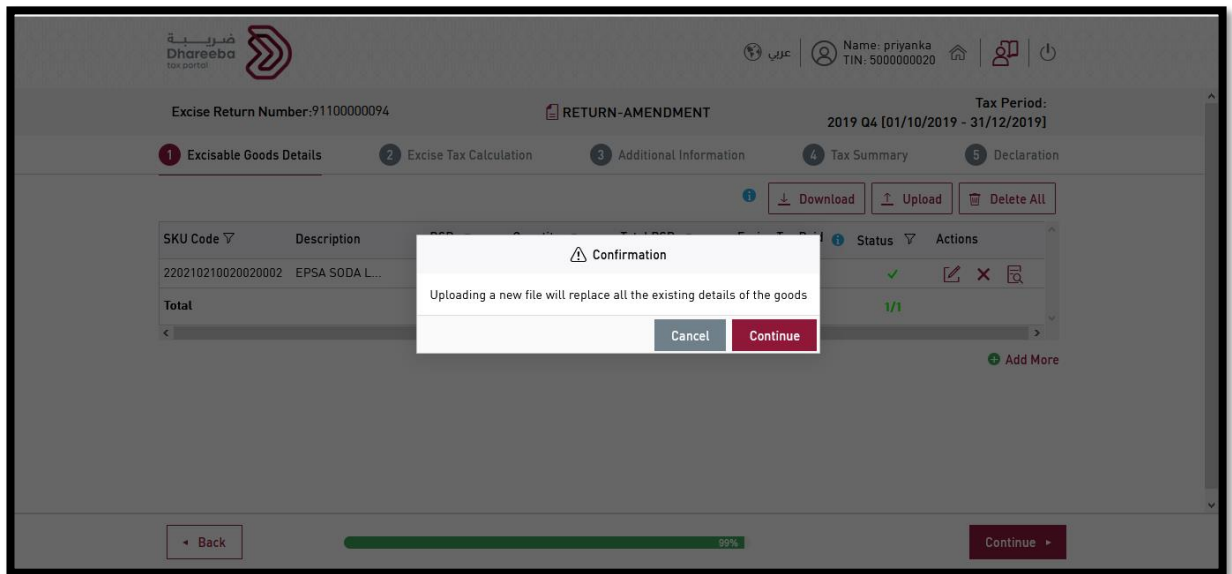 ضريبة
Dhareeba
tax portal
عربي
Name: priyanka
TIN: 5000000020
Excise Return Number:91100000094
RETURN-AMENDMENT
Tax Period:
2019 Q4 [01/10/2019 - 31/12/2019]
1 Excisable Goods Details
2 Excise Tax Calculation
3 Additional Information
4 Tax Summary
5 Declaration
Download
Upload
Delete All
SKU Code Description Status Actions
220210210020020002 EPSA SODA L...
Total 1/1
Confirmation
Uploading a new file will replace all the existing details of the goods
Cancel Continue
Add More
Back
99%
Continue